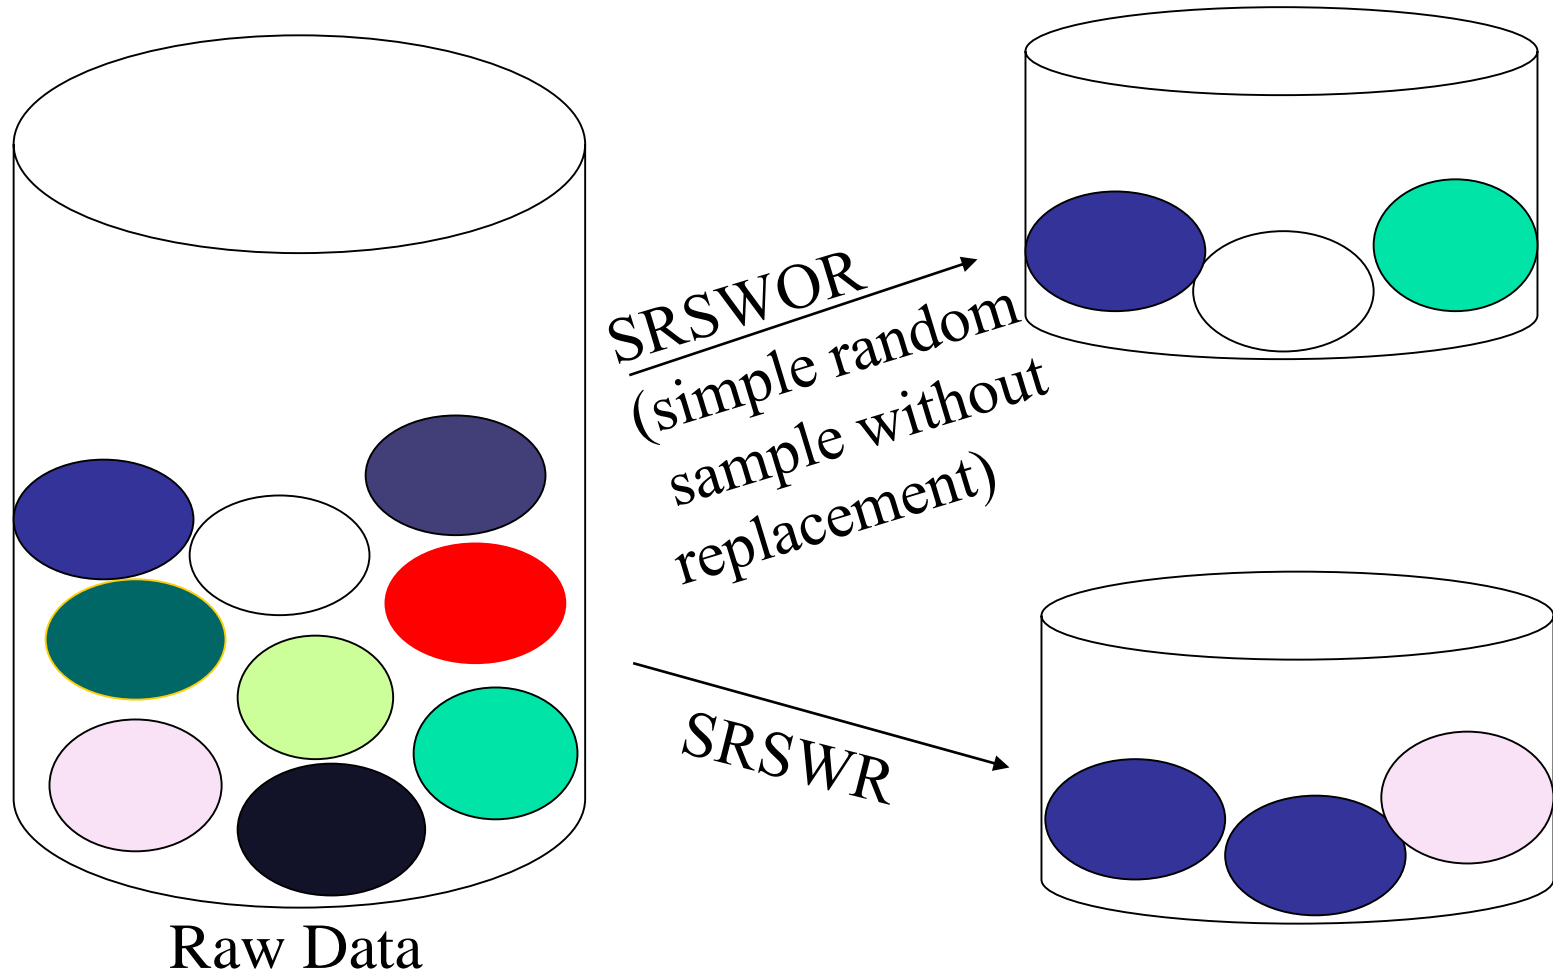 SRSWOR
(simple random
sample without
replacement)
SRSWR
Raw Data